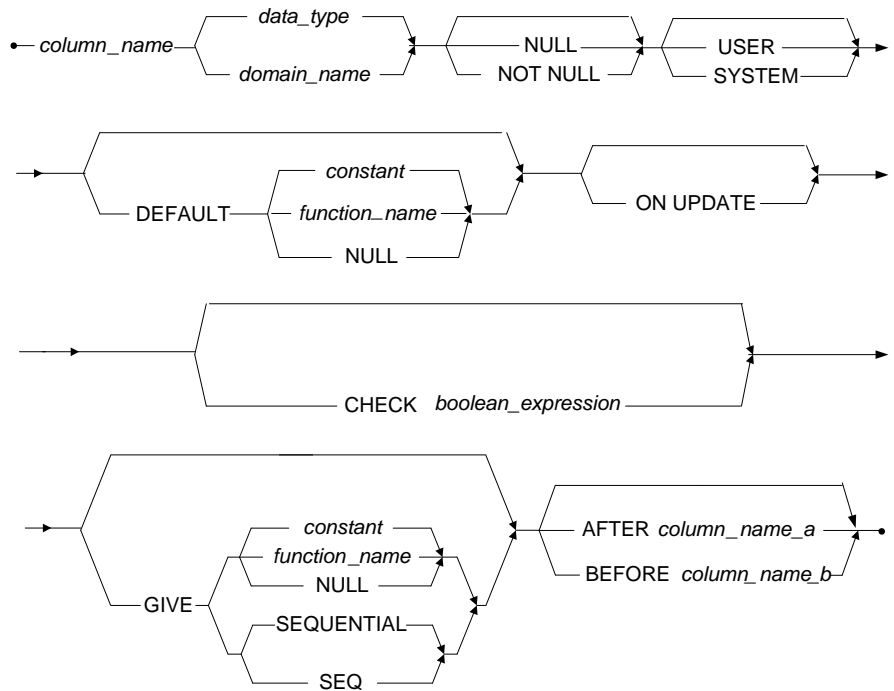 data_type
column_name
domain_name
NULL
NOT NULL
USER
SYSTEM
DEFAULT
constant
function_name
NULL
ON UPDATE
CHECK boolean_expression
GIVE
constant
function_name
NULL
SEQUENTIAL
SEQ
AFTER column_name_a
BEFORE column_name_b